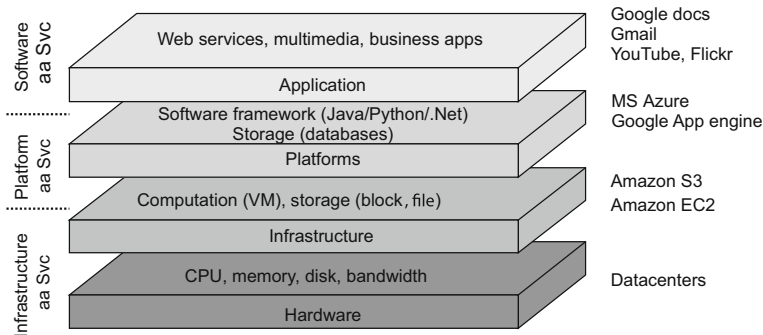 Software
aa Svc
Web services, multimedia, business apps
Application
Google docs
Gmail
YouTube, Flickr
Platform
aa Svc
Software framework (Java/Python/.Net)
Storage (databases)
Platforms
MS Azure
Google App engine
Infrastructure
aa Svc
Computation (VM), storage (block, file)
Infrastructure
Amazon S3
Amazon EC2
CPU, memory, disk, bandwidth
Hardware
Datacenters